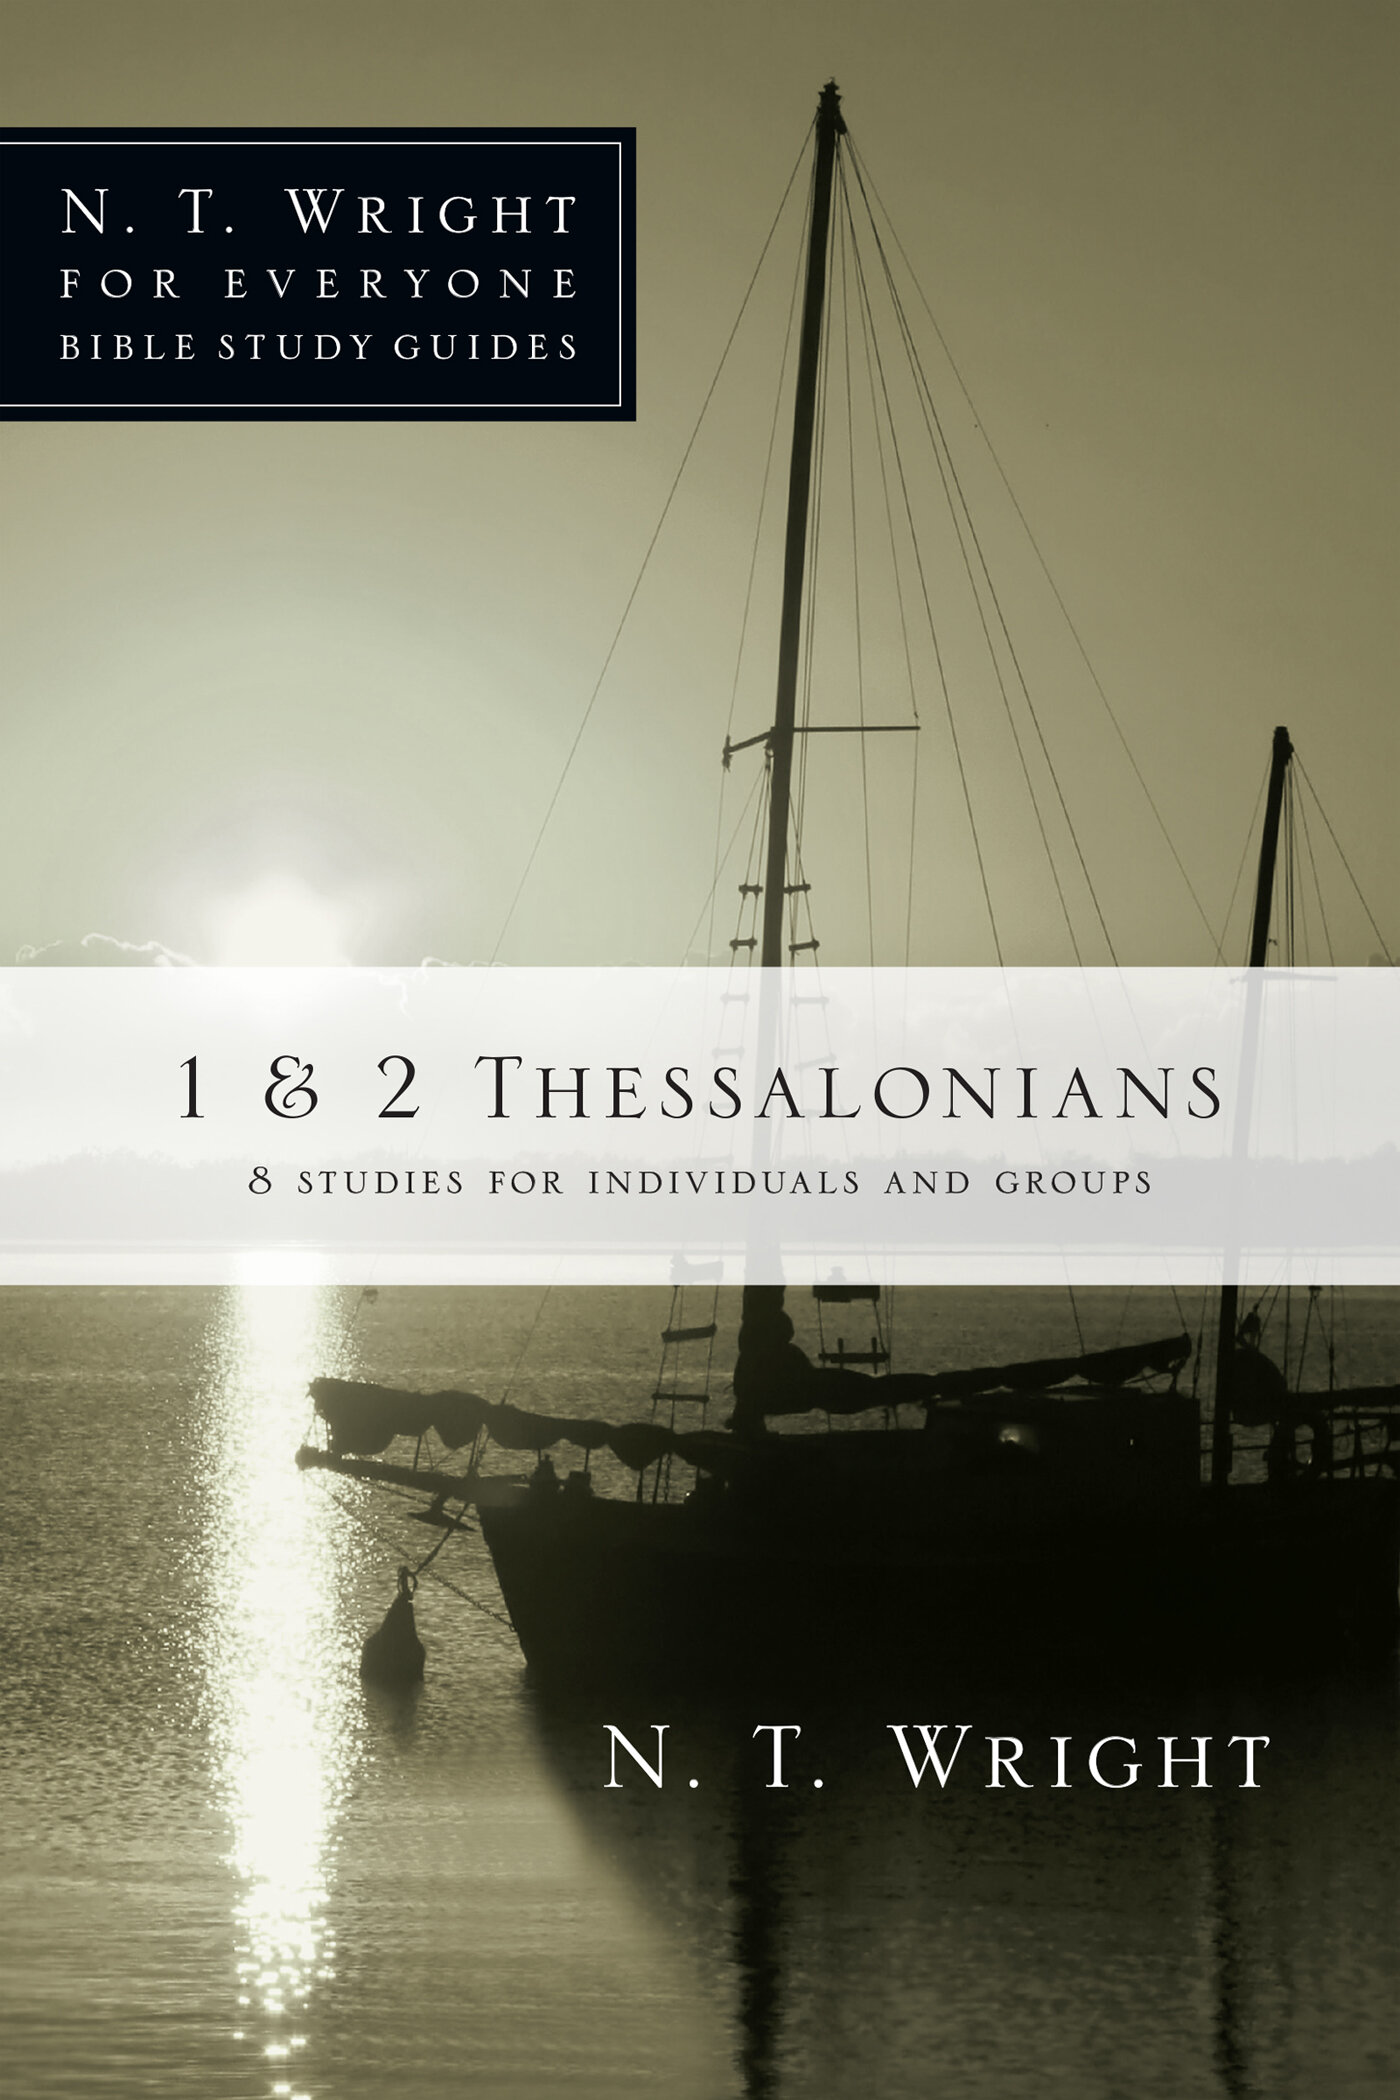 N. T. WRIGHT
FOR EVERYONE
BIBLE STUDY GUIDES
1 & 2 THESSALONIANS
8 STUDIES FOR INDIVIDUALS AND GROUPS
N. T. WRIGHT